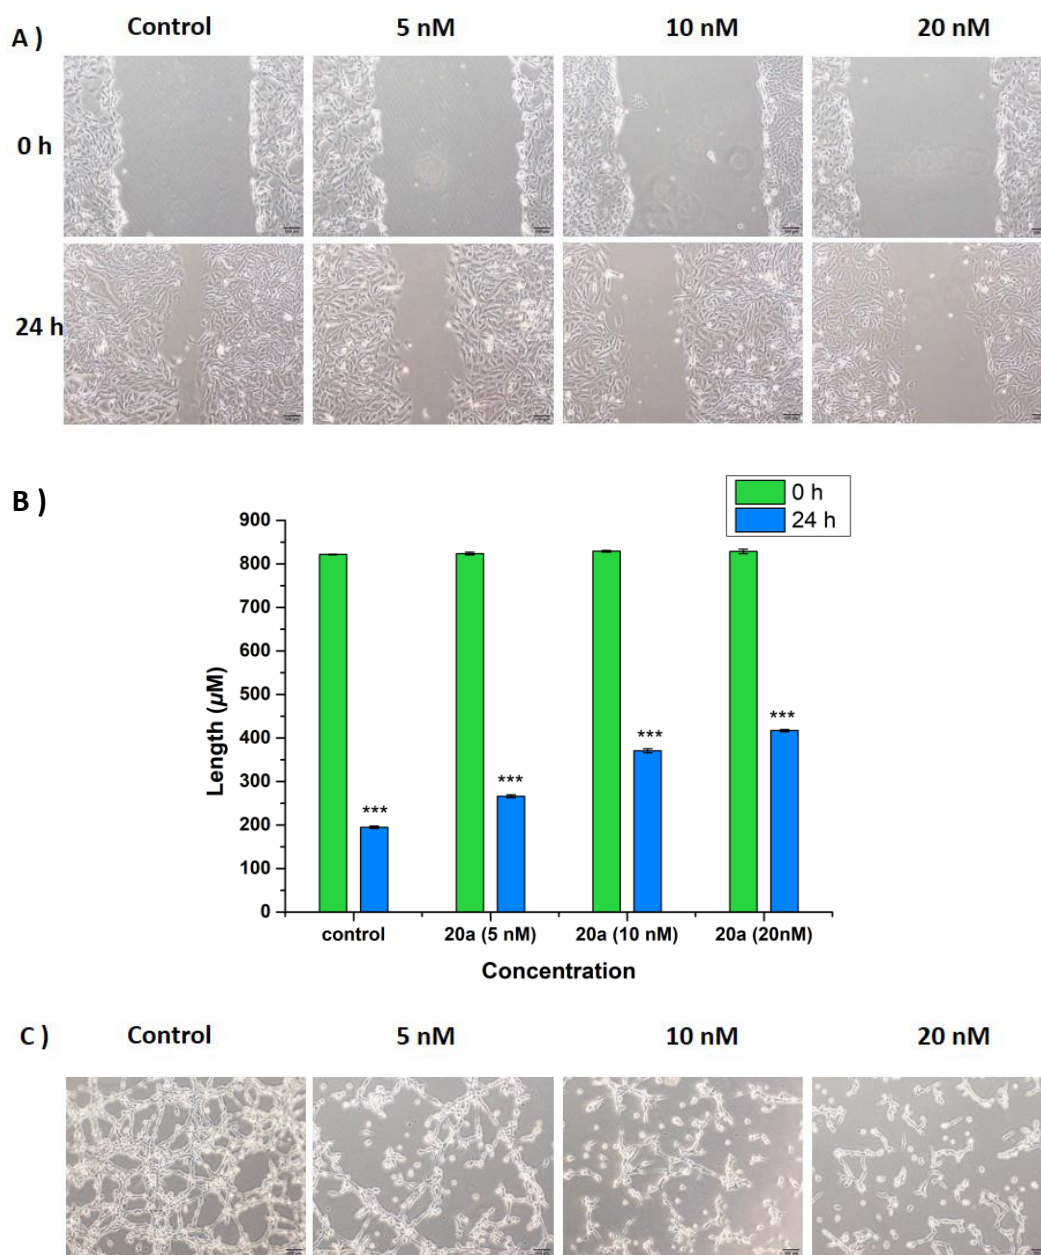 A )
Control 5 nM 10 nM 20 nM
0 h
24 h
B )
0 h
24 h
900
800
700
600
500
400
300
200
100
0
Length (µM)
***
***
***
***
control 20a (5 nM) 20a (10 nM) 20a (20nM)
Concentration
C )
Control 5 nM 10 nM 20 nM